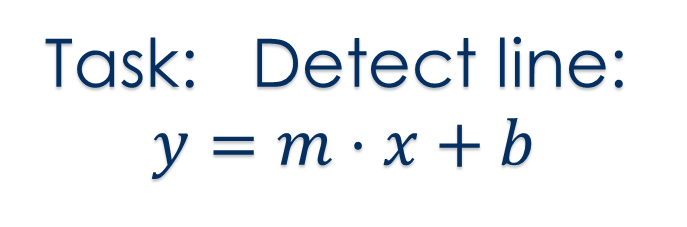 Task: Detect line:
y = m · x + b